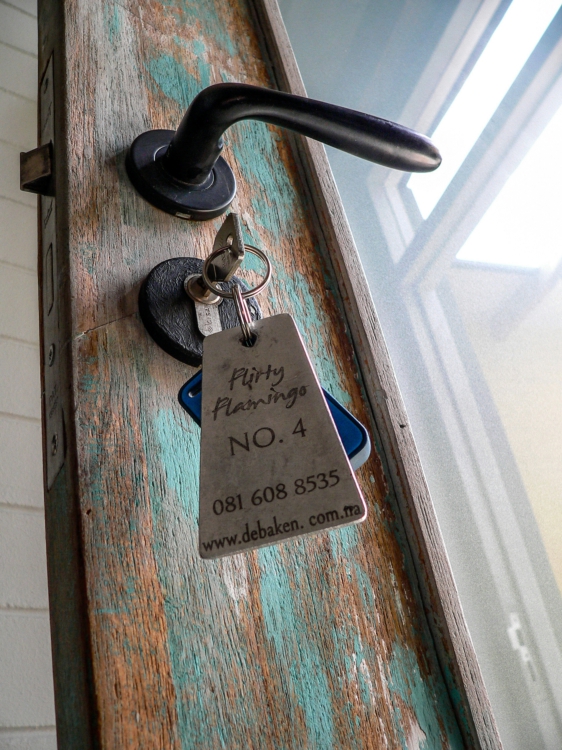 Flirty
Flamingo
NO. 4
081 608 8535
www.debaken. com.na